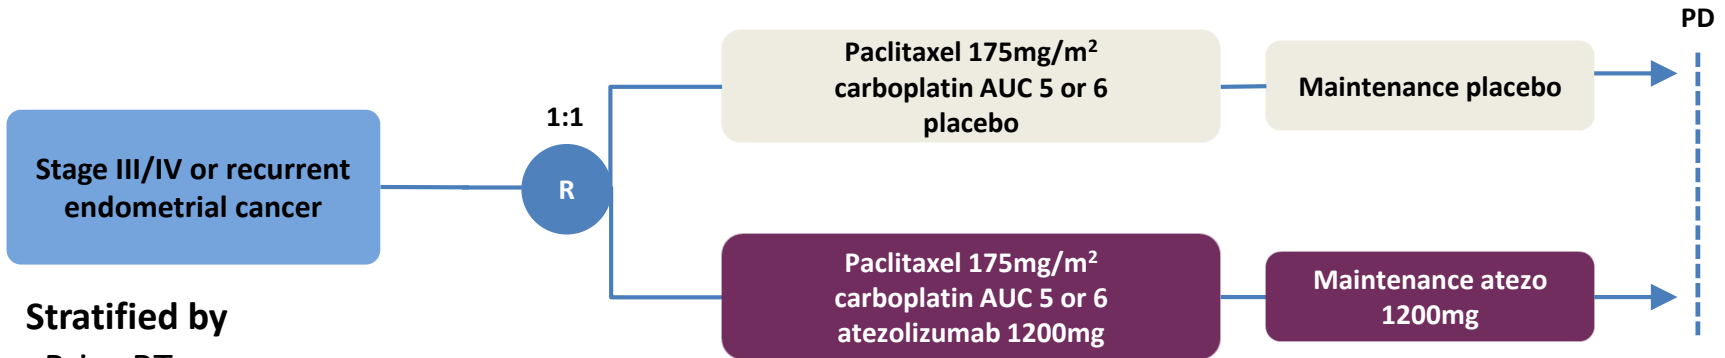 PD
Paclitaxel 175mg/m²
carboplatin AUC 5 or 6
placebo
Maintenance placebo
1:1
Stage III/IV or recurrent
endometrial cancer
R
Paclitaxel 175mg/m²
carboplatin AUC 5 or 6
atezolizumab 1200mg
Maintenance atezo
1200mg
Stratified by